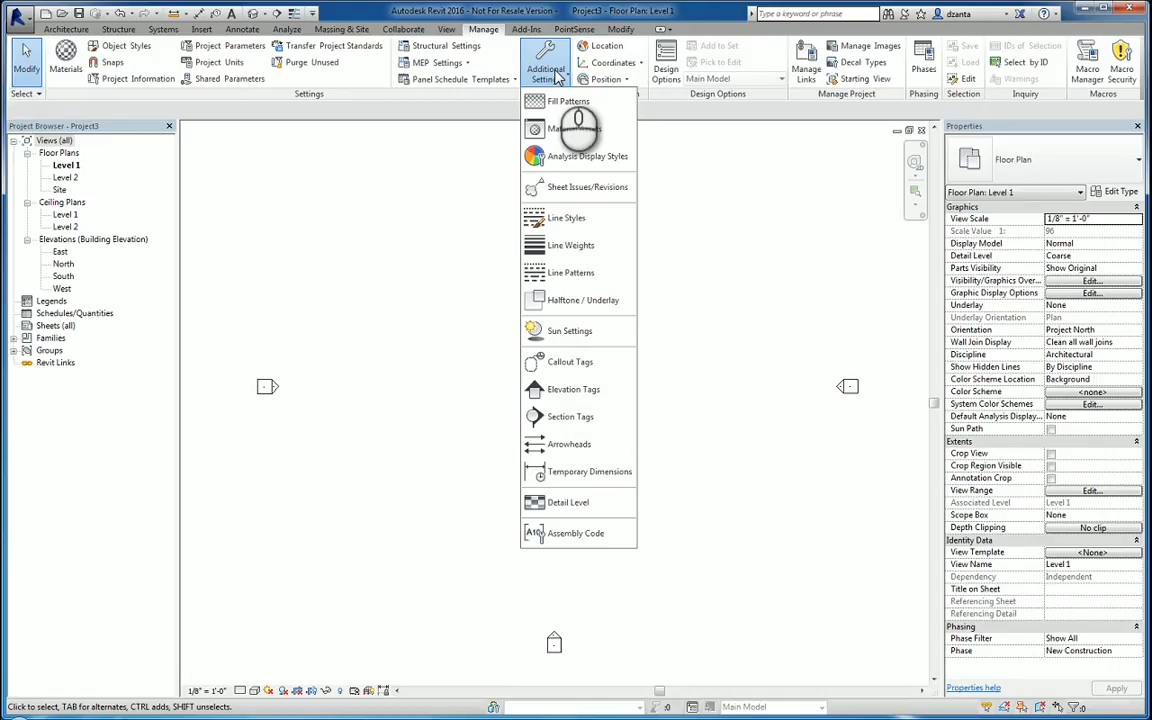 Autodesk Revit 2016 - Not For Resale Version - Project3 - Floor Plan: Level 1
Type a keyword or phrase
dzanta
Architecture Structure Systems Insert Annotate Analyze Massing & Site Collaborate View Manage Add-Ins PointSense Modify
Modify
Materials
Object Styles
Snaps
Project Information
Project Parameters
Project Units
Shared Parameters
Transfer Project Standards
Purge Unused
Structural Settings
MEP Settings
Panel Schedule Templates
Additional
Settings
Location
Coordinates
Position
Design
Options
Add to Set
Pick to Edit
Main Model
Manage
Links
Manage Images
Decal Types
Starting View
Phases
Save
Load
Edit
IDs of Selection
Select by ID
Warnings
Macro
Manager
Macro
Security
Select
Settings
Project Location
Design Options
Manage Project
Phasing
Selection
Inquiry
Macros
Project Browser - Project3
Views (all)
Floor Plans
Level 1
Level 2
Site
Ceiling Plans
Level 1
Level 2
Elevations (Building Elevation)
East
North
South
West
Legends
Schedules/Quantities
Sheets (all)
Families
Groups
Revit Links
Fill Patterns
Analysis Display Styles
Sheet Issues/Revisions
Line Styles
Line Weights
Line Patterns
Halftone / Underlay
Sun Settings
Callout Tags
Elevation Tags
Section Tags
Arrowheads
Temporary Dimensions
Detail Level
Assembly Code
Properties
Floor Plan
Floor Plan: Level 1
Edit Type
Graphics
View Scale 1/8" = 1'-0"
Scale Value 1: 96
Display Model Normal
Detail Level Coarse
Parts Visibility Show Original
Visibility/Graphics Over... Edit...
Graphic Display Options Edit...
Underlay None
Underlay Orientation Plan
Orientation Project North
Wall Join Display Clean all wall joins
Discipline Architectural
Show Hidden Lines By Discipline
Color Scheme Location Background
Color Scheme <none>
System Color Schemes Edit...
Default Analysis Display... None
Sun Path
Extents
Crop View
Crop Region Visible
Annotation Crop
View Range Edit...
Associated Level Level 1
Scope Box None
Depth Clipping No clip
Identity Data
View Template <None>
View Name Level 1
Dependency Independent
Title on Sheet
Referencing Sheet
Referencing Detail
Phasing
Phase Filter Show All
Phase New Construction
Properties help
Apply
1/8" = 1'-0"
Click to select, TAB for alternates, CTRL adds, SHIFT unselects.
:0
Main Model
:0